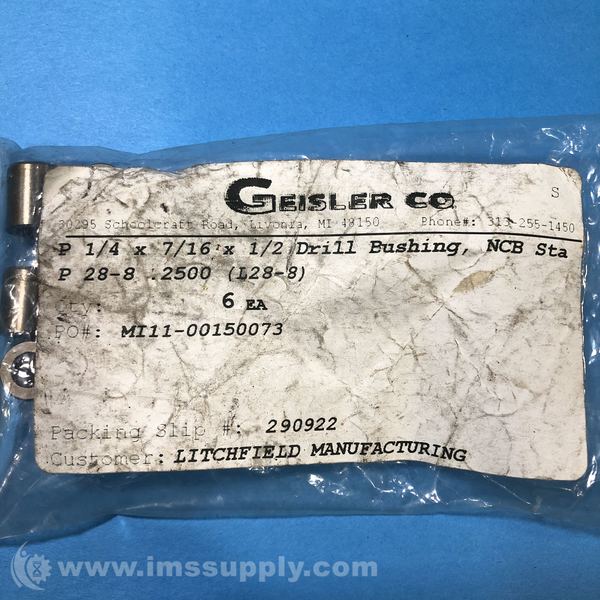 GEISLER CO
S
30295 Schoolcraft Road, Livonia, MI 48150 Phone#: 313-255-1450
P 1/4 x 7/16 x 1/2 Drill Bushing, NCB Sta
P 28-8 .2500 (L28-8)
Qty: 6 EA
PO#: MI11-00150073
Packing Slip #: 290922
Customer: LITCHFIELD MANUFACTURING
© www.imssupply.com